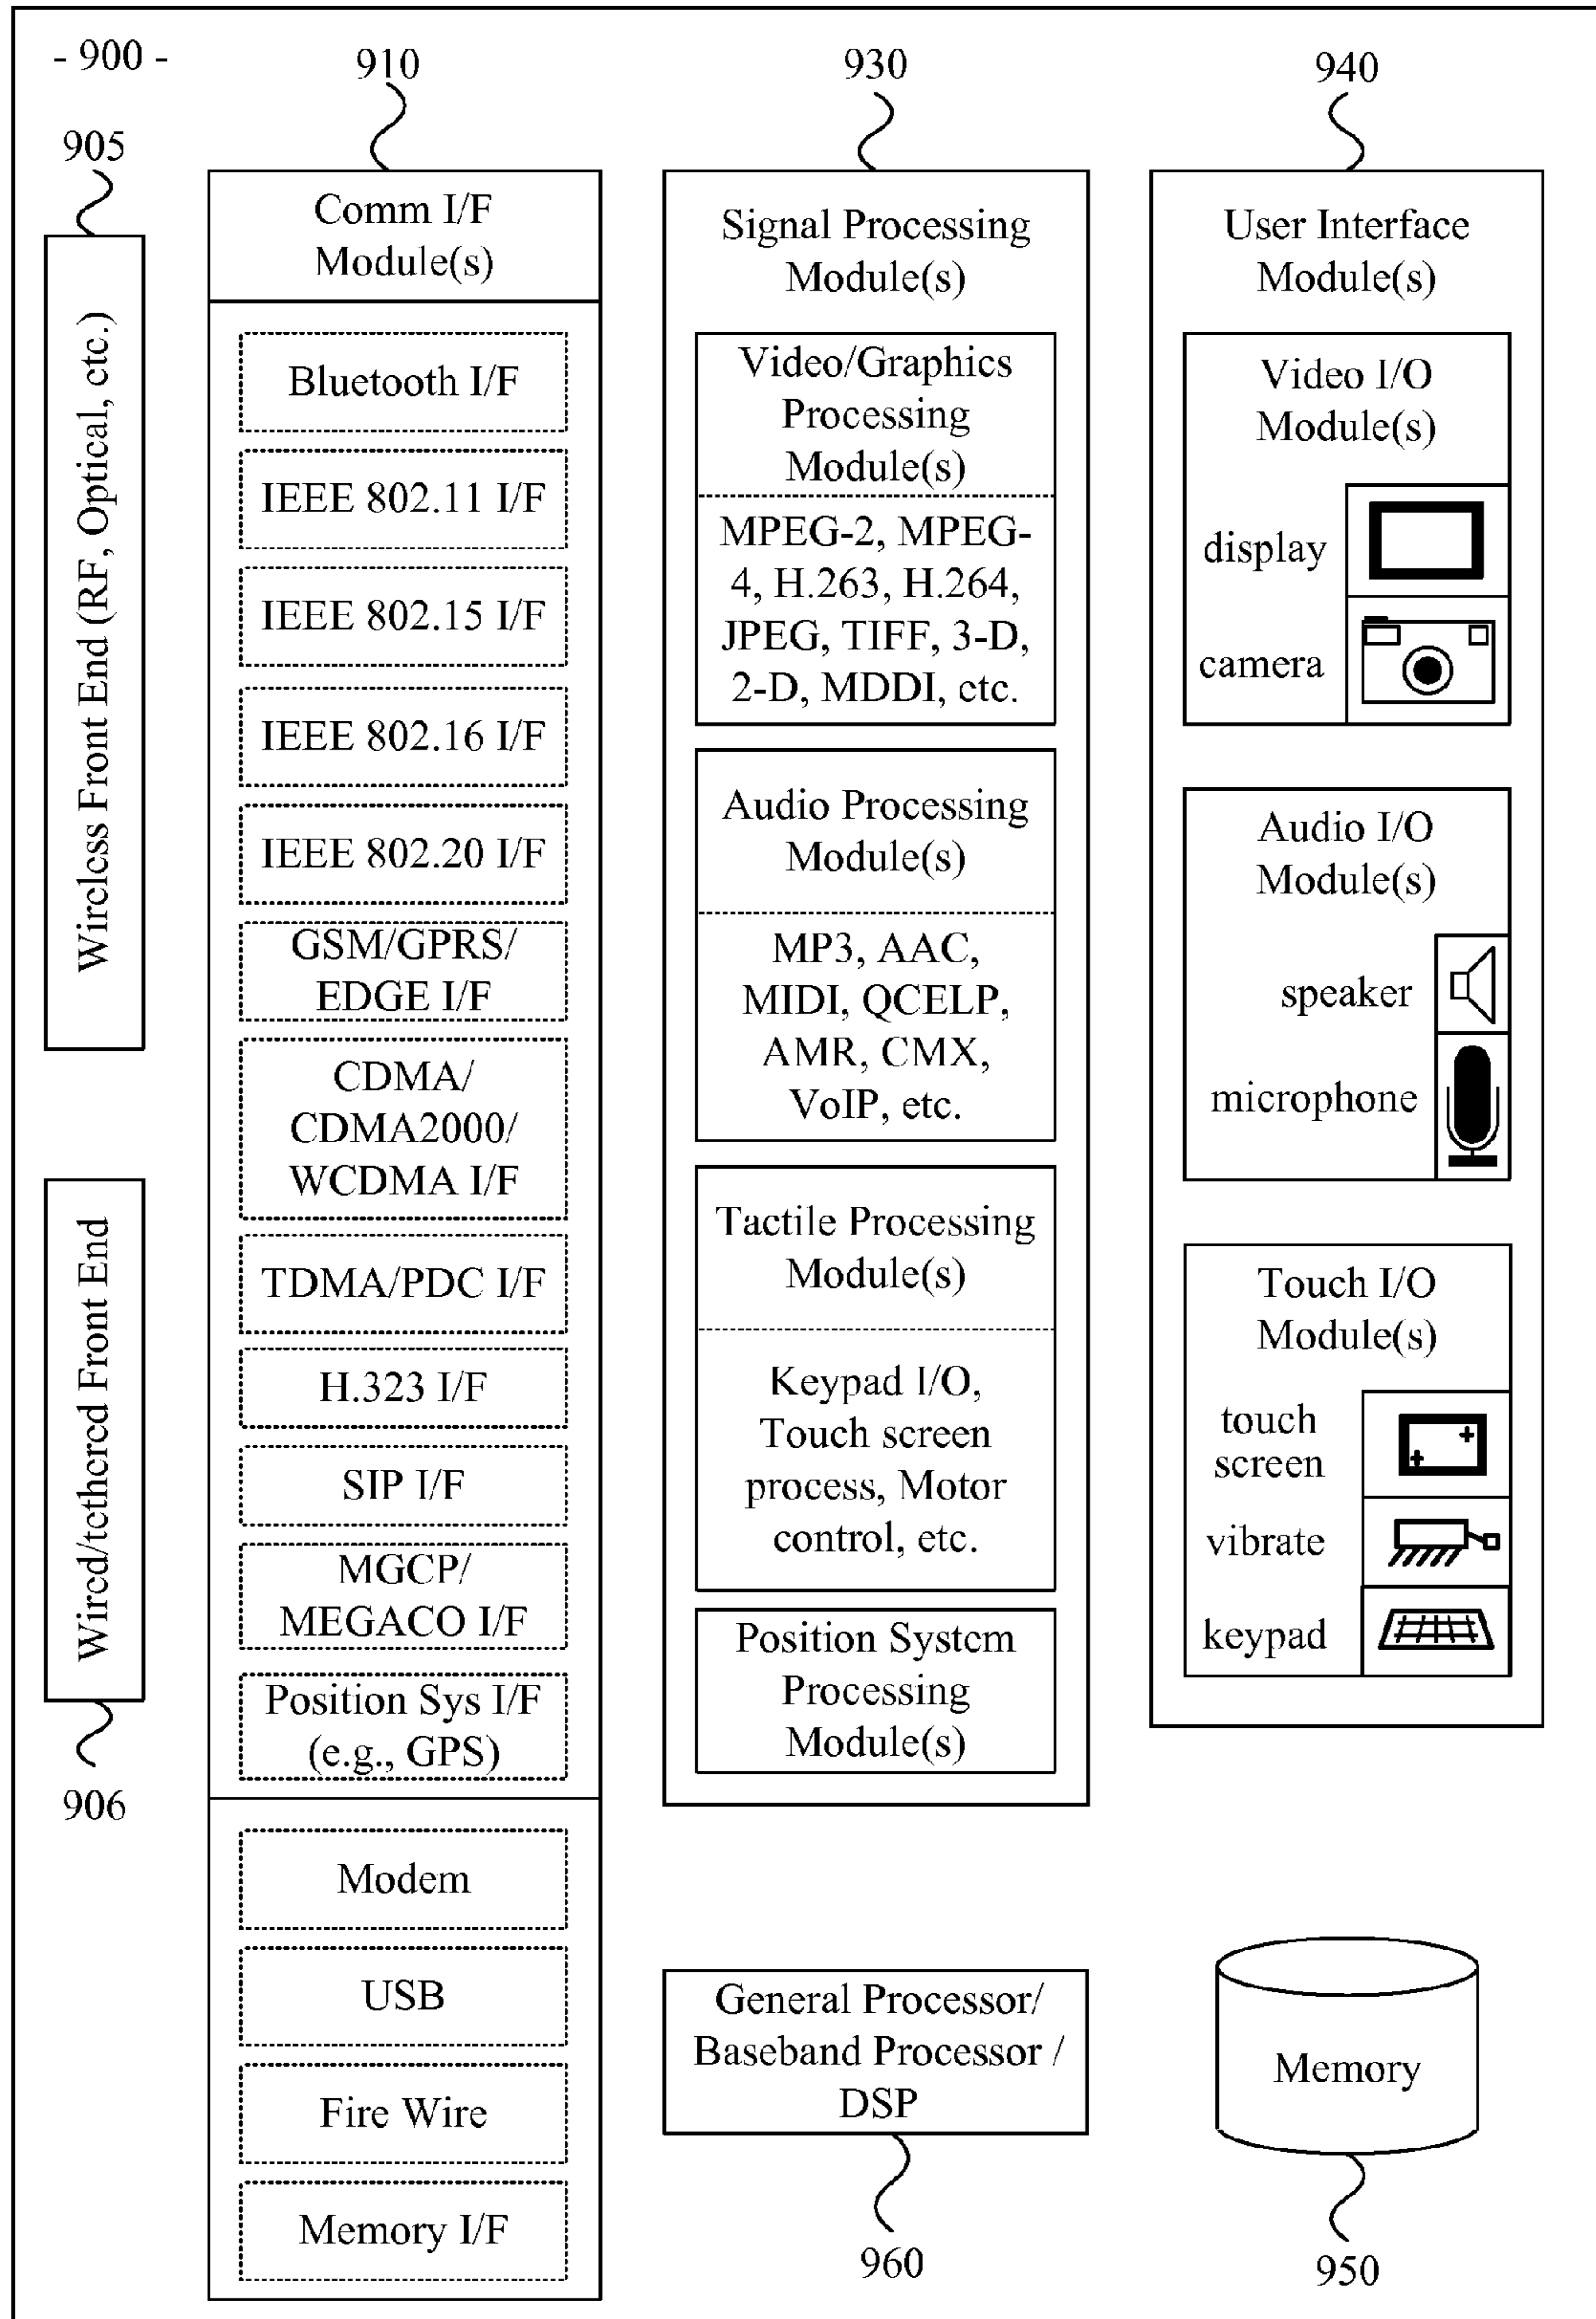 - 900 -
905
Wireless Front End (RF, Optical, etc.)
Wired/tethered Front End
906
910
Comm I/F
Module(s)
Bluetooth I/F
IEEE 802.11 I/F
IEEE 802.15 I/F
IEEE 802.16 I/F
IEEE 802.20 I/F
GSM/GPRS/
EDGE I/F
CDMA/
CDMA2000/
WCDMA I/F
TDMA/PDC I/F
H.323 I/F
SIP I/F
MGCP/
MEGACO I/F
Position Sys I/F
(e.g., GPS)
Modem
USB
Fire Wire
Memory I/F
930
Signal Processing
Module(s)
Video/Graphics
Processing
Module(s)
MPEG-2, MPEG-
4, H.263, H.264,
JPEG, TIFF, 3-D,
2-D, MDDI, etc.
Audio Processing
Module(s)
MP3, AAC,
MIDI, QCELP,
AMR, CMX,
VoIP, etc.
Tactile Processing
Module(s)
Keypad I/O,
Touch screen
process, Motor
control, etc.
Position System
Processing
Module(s)
General Processor/
Baseband Processor /
DSP
960
940
User Interface
Module(s)
Video I/O
Module(s)
display
camera
Audio I/O
Module(s)
speaker
microphone
Touch I/O
Module(s)
touch
screen
vibrate
keypad
Memory
950